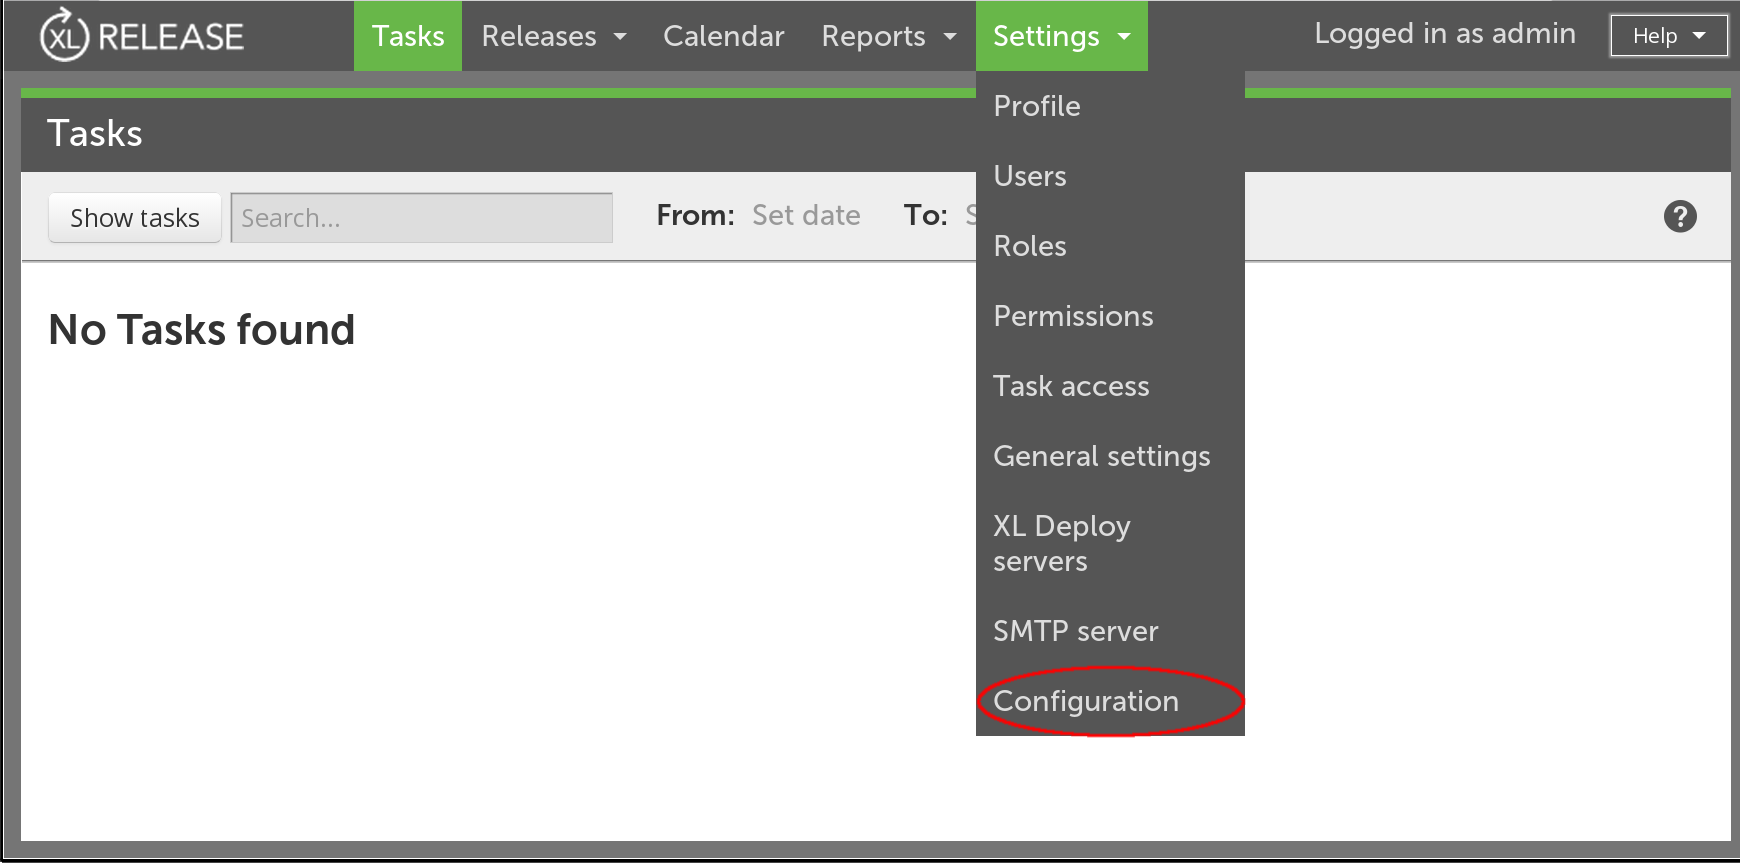 XL RELEASE
Tasks Releases Calendar Reports Settings Logged in as admin Help
Profile
Tasks
Users
Show tasks Search... From: Set date To: S ?
Roles
No Tasks found
Permissions
Task access
General settings
XL Deploy
servers
SMTP server
Configuration